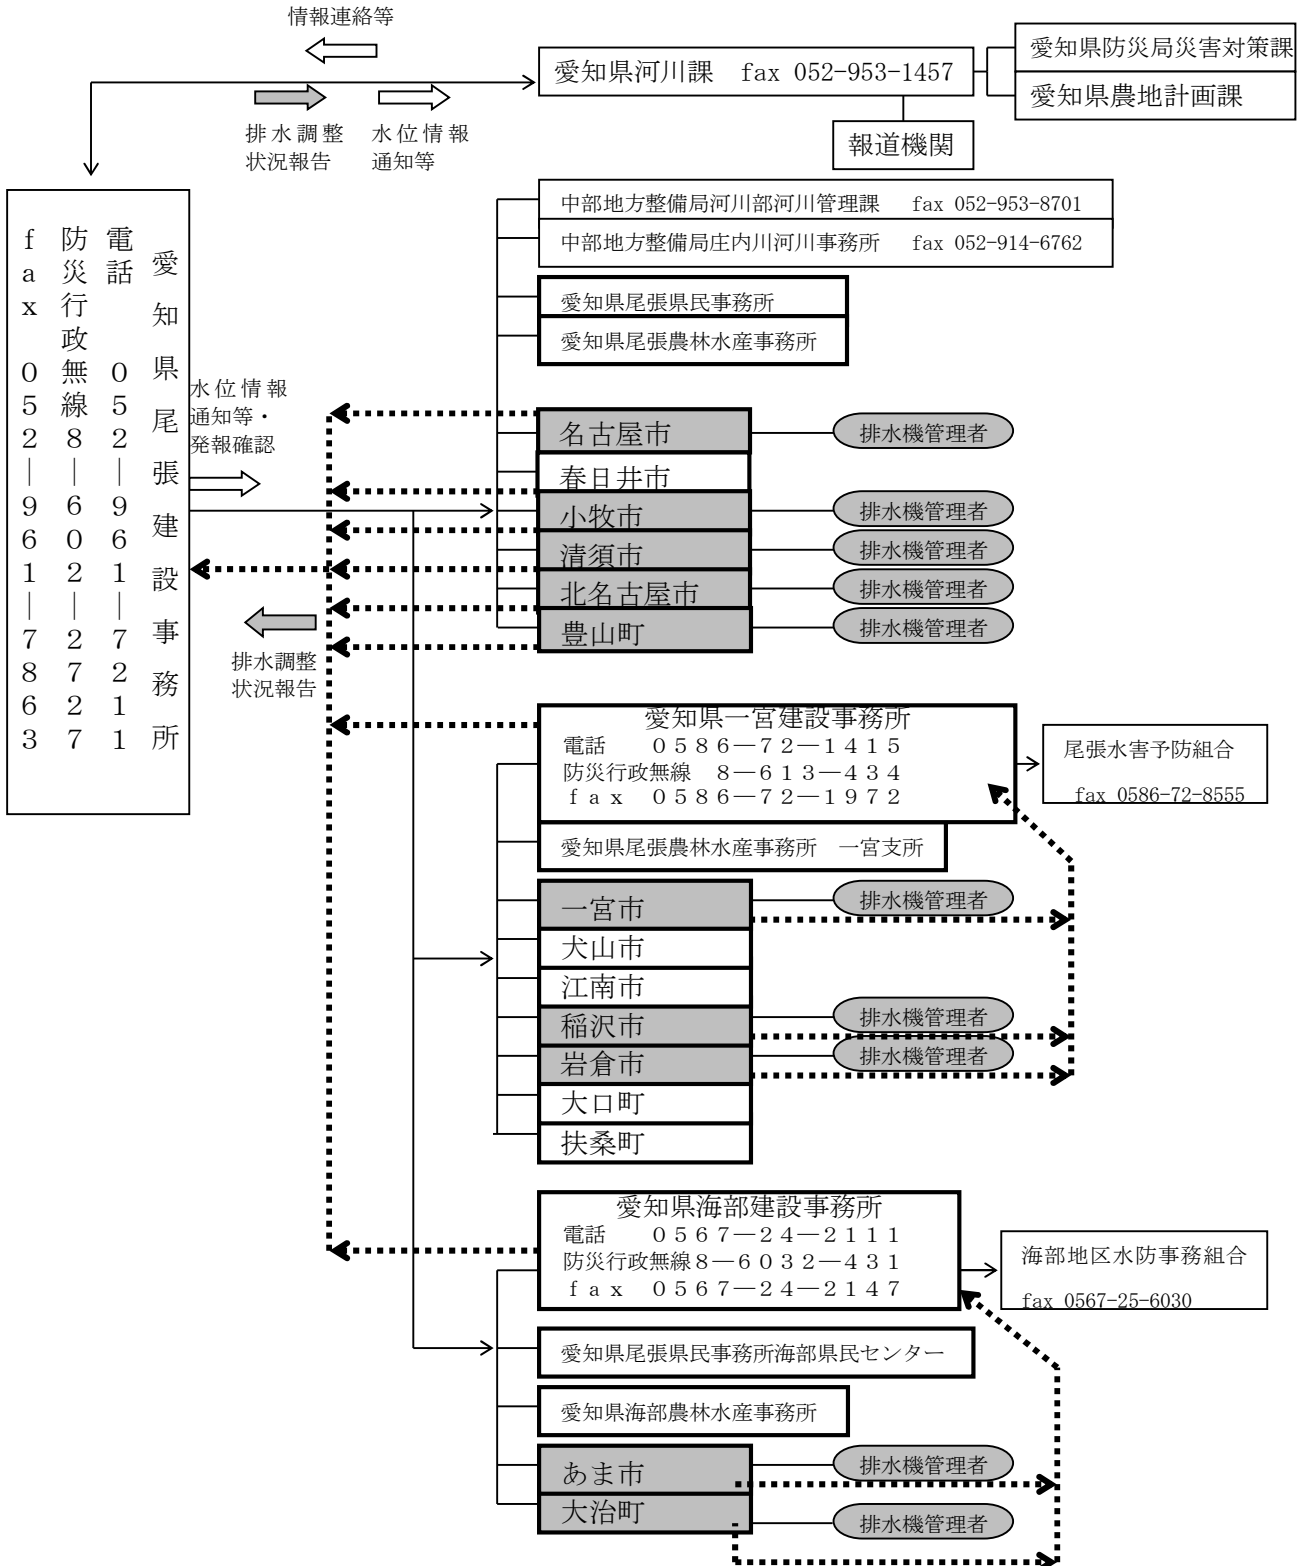 情報連絡等
愛知県河川課　fax 052-953-1457
愛知県防災局災害対策課
愛知県農地計画課
報道機関
排水調整
状況報告
水位情報
通知等
愛知県尾張建設事務所
電話　０５２―９６１―７２１１
防災行政無線８―６０２―２７２７
ｆａｘ　０５２―９６１―７８６３
中部地方整備局河川部河川管理課　fax 052-953-8701
中部地方整備局庄内川河川事務所　fax 052-914-6762
愛知県尾張県民事務所
愛知県尾張農林水産事務所
水位情報
通知等・
発報確認
名古屋市
排水機管理者
春日井市
小牧市
排水機管理者
清須市
排水機管理者
北名古屋市
排水機管理者
豊山町
排水機管理者
排水調整
状況報告
愛知県一宮建設事務所
電話　０５８６―７２―１４１５
防災行政無線　８―６１３―４３４
ｆａｘ　０５８６―７２―１９７２
尾張水害予防組合
fax 0586-72-8555
愛知県尾張農林水産事務所　一宮支所
一宮市
排水機管理者
犬山市
江南市
稲沢市
排水機管理者
岩倉市
排水機管理者
大口町
扶桑町
愛知県海部建設事務所
電話　０５６７―２４―２１１１
防災行政無線８―６０３２―４３１
ｆａｘ　０５６７―２４―２１４７
海部地区水防事務組合
fax 0567-25-6030
愛知県尾張県民事務所海部県民センター
愛知県海部農林水産事務所
あま市
排水機管理者
大治町
排水機管理者